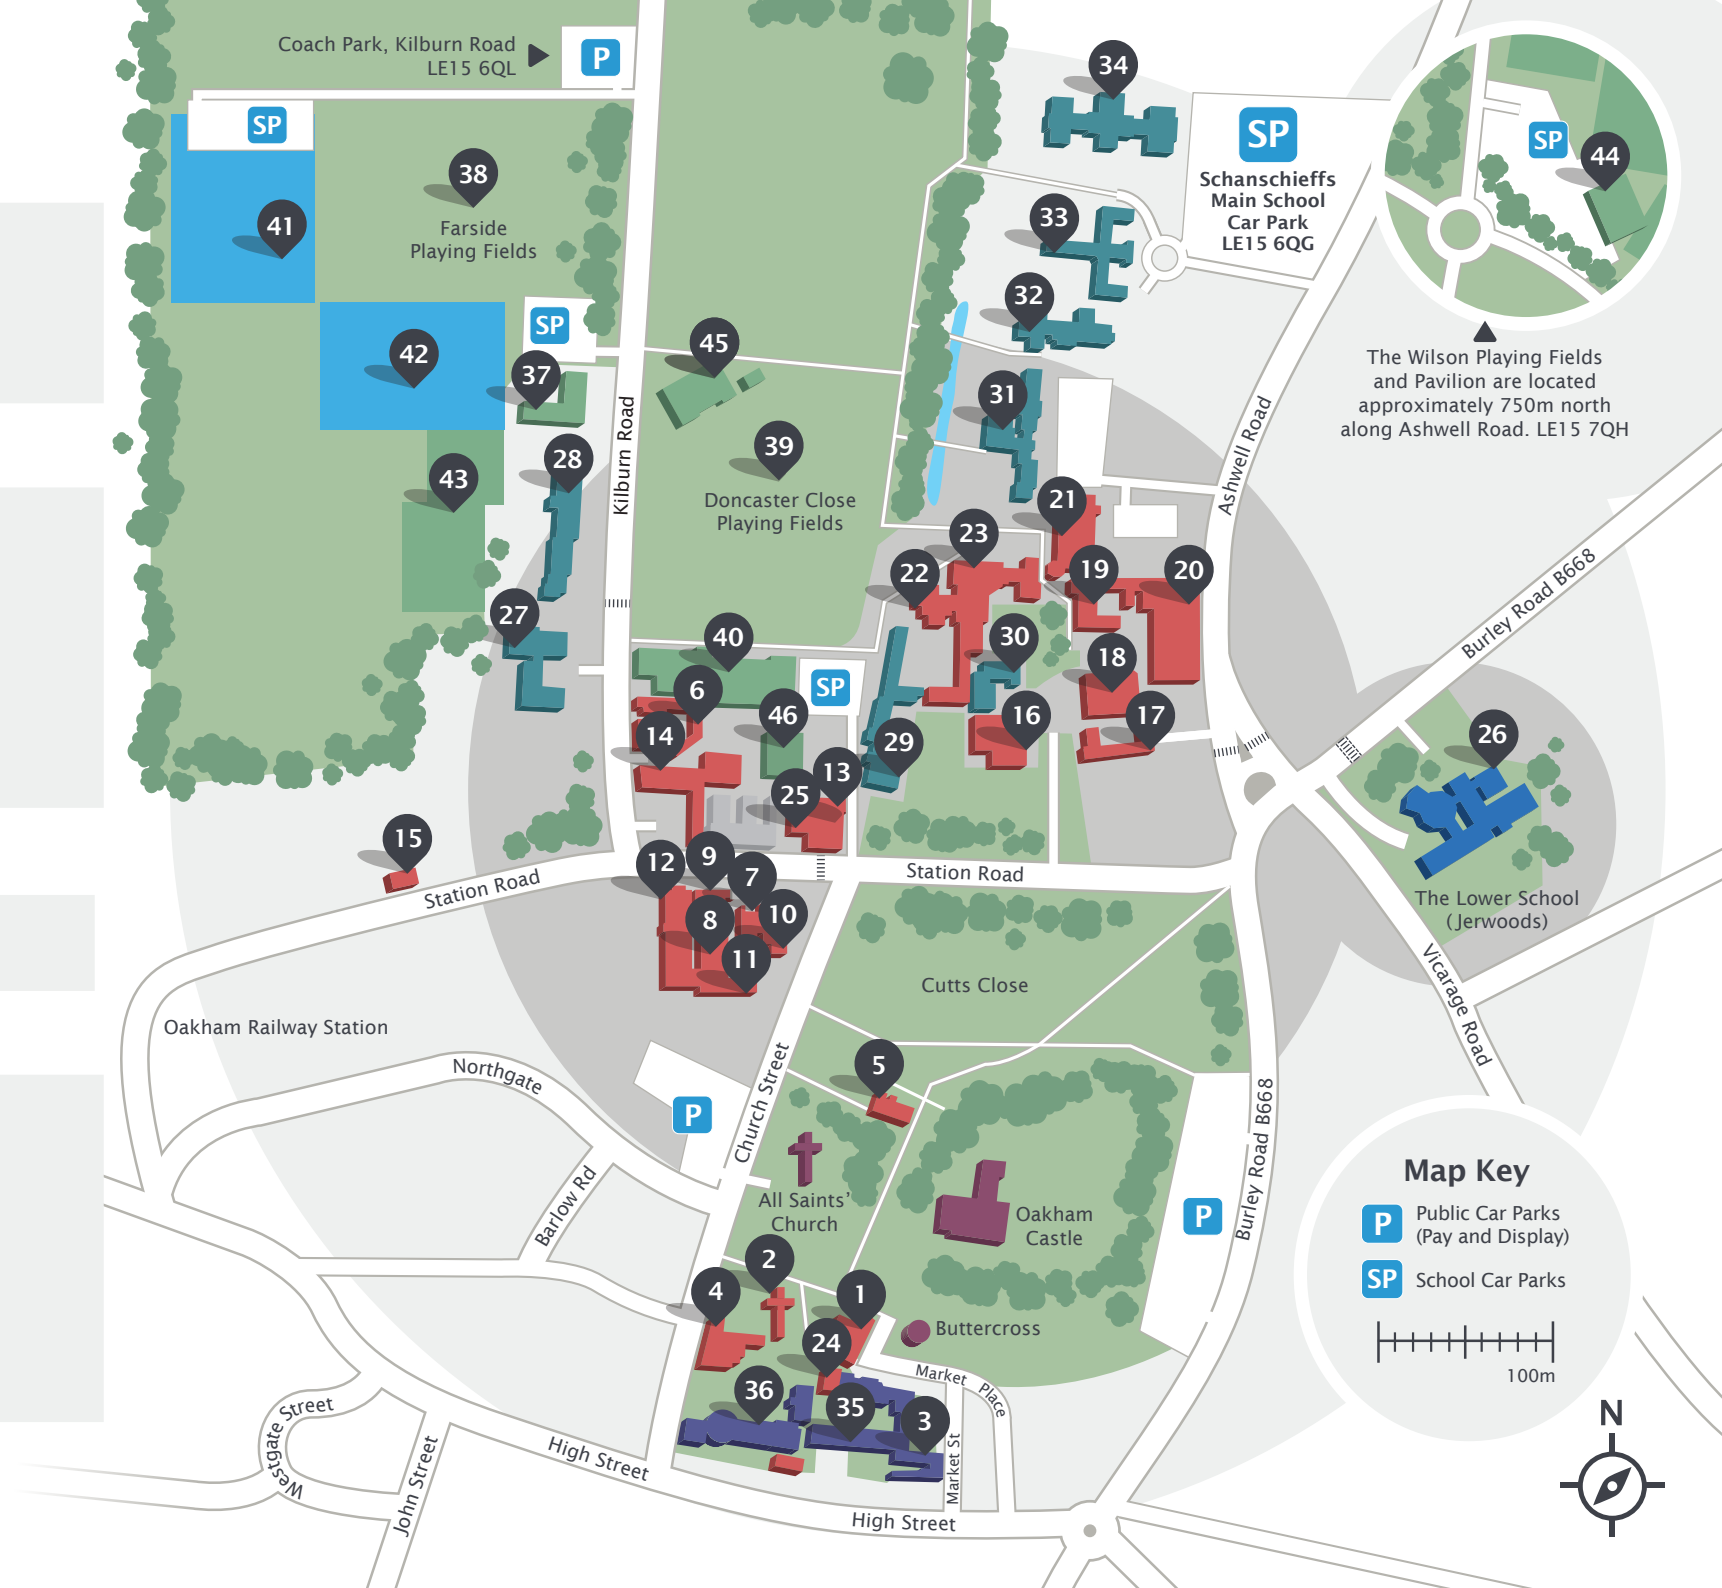 Coach Park, Kilburn Road
LE15 6QL
P
SP
34
SP
Schanschieffs
Main School
Car Park
LE15 6QG
SP
44
38
Farside
Playing Fields
41
33
32
SP
42
37
45
31
The Wilson Playing Fields
and Pavilion are located
approximately 750m north
along Ashwell Road. LE15 7QH
Kilburn Road
Ashwell Road
39
Doncaster Close
Playing Fields
28
43
21
23
22
19
20
27
40
30
18
6
SP
46
14
16
17
29
13
25
Burley Road B668
26
The Lower School
(Jerwoods)
15
Station Road
12
9
7
8
10
11
Station Road
Cutts Close
Vicarage Road
Oakham Railway Station
Northgate
Church Street
5
P
Barlow Rd
All Saints’
Church
Oakham
Castle
P
Burley Road B668
Map Key
P
Public Car Parks
(Pay and Display)
SP
School Car Parks
100m
2
4
1
24
Buttercross
Market Place
36
35
3
Market St
Westgate Street
John Street
High Street
High Street
N